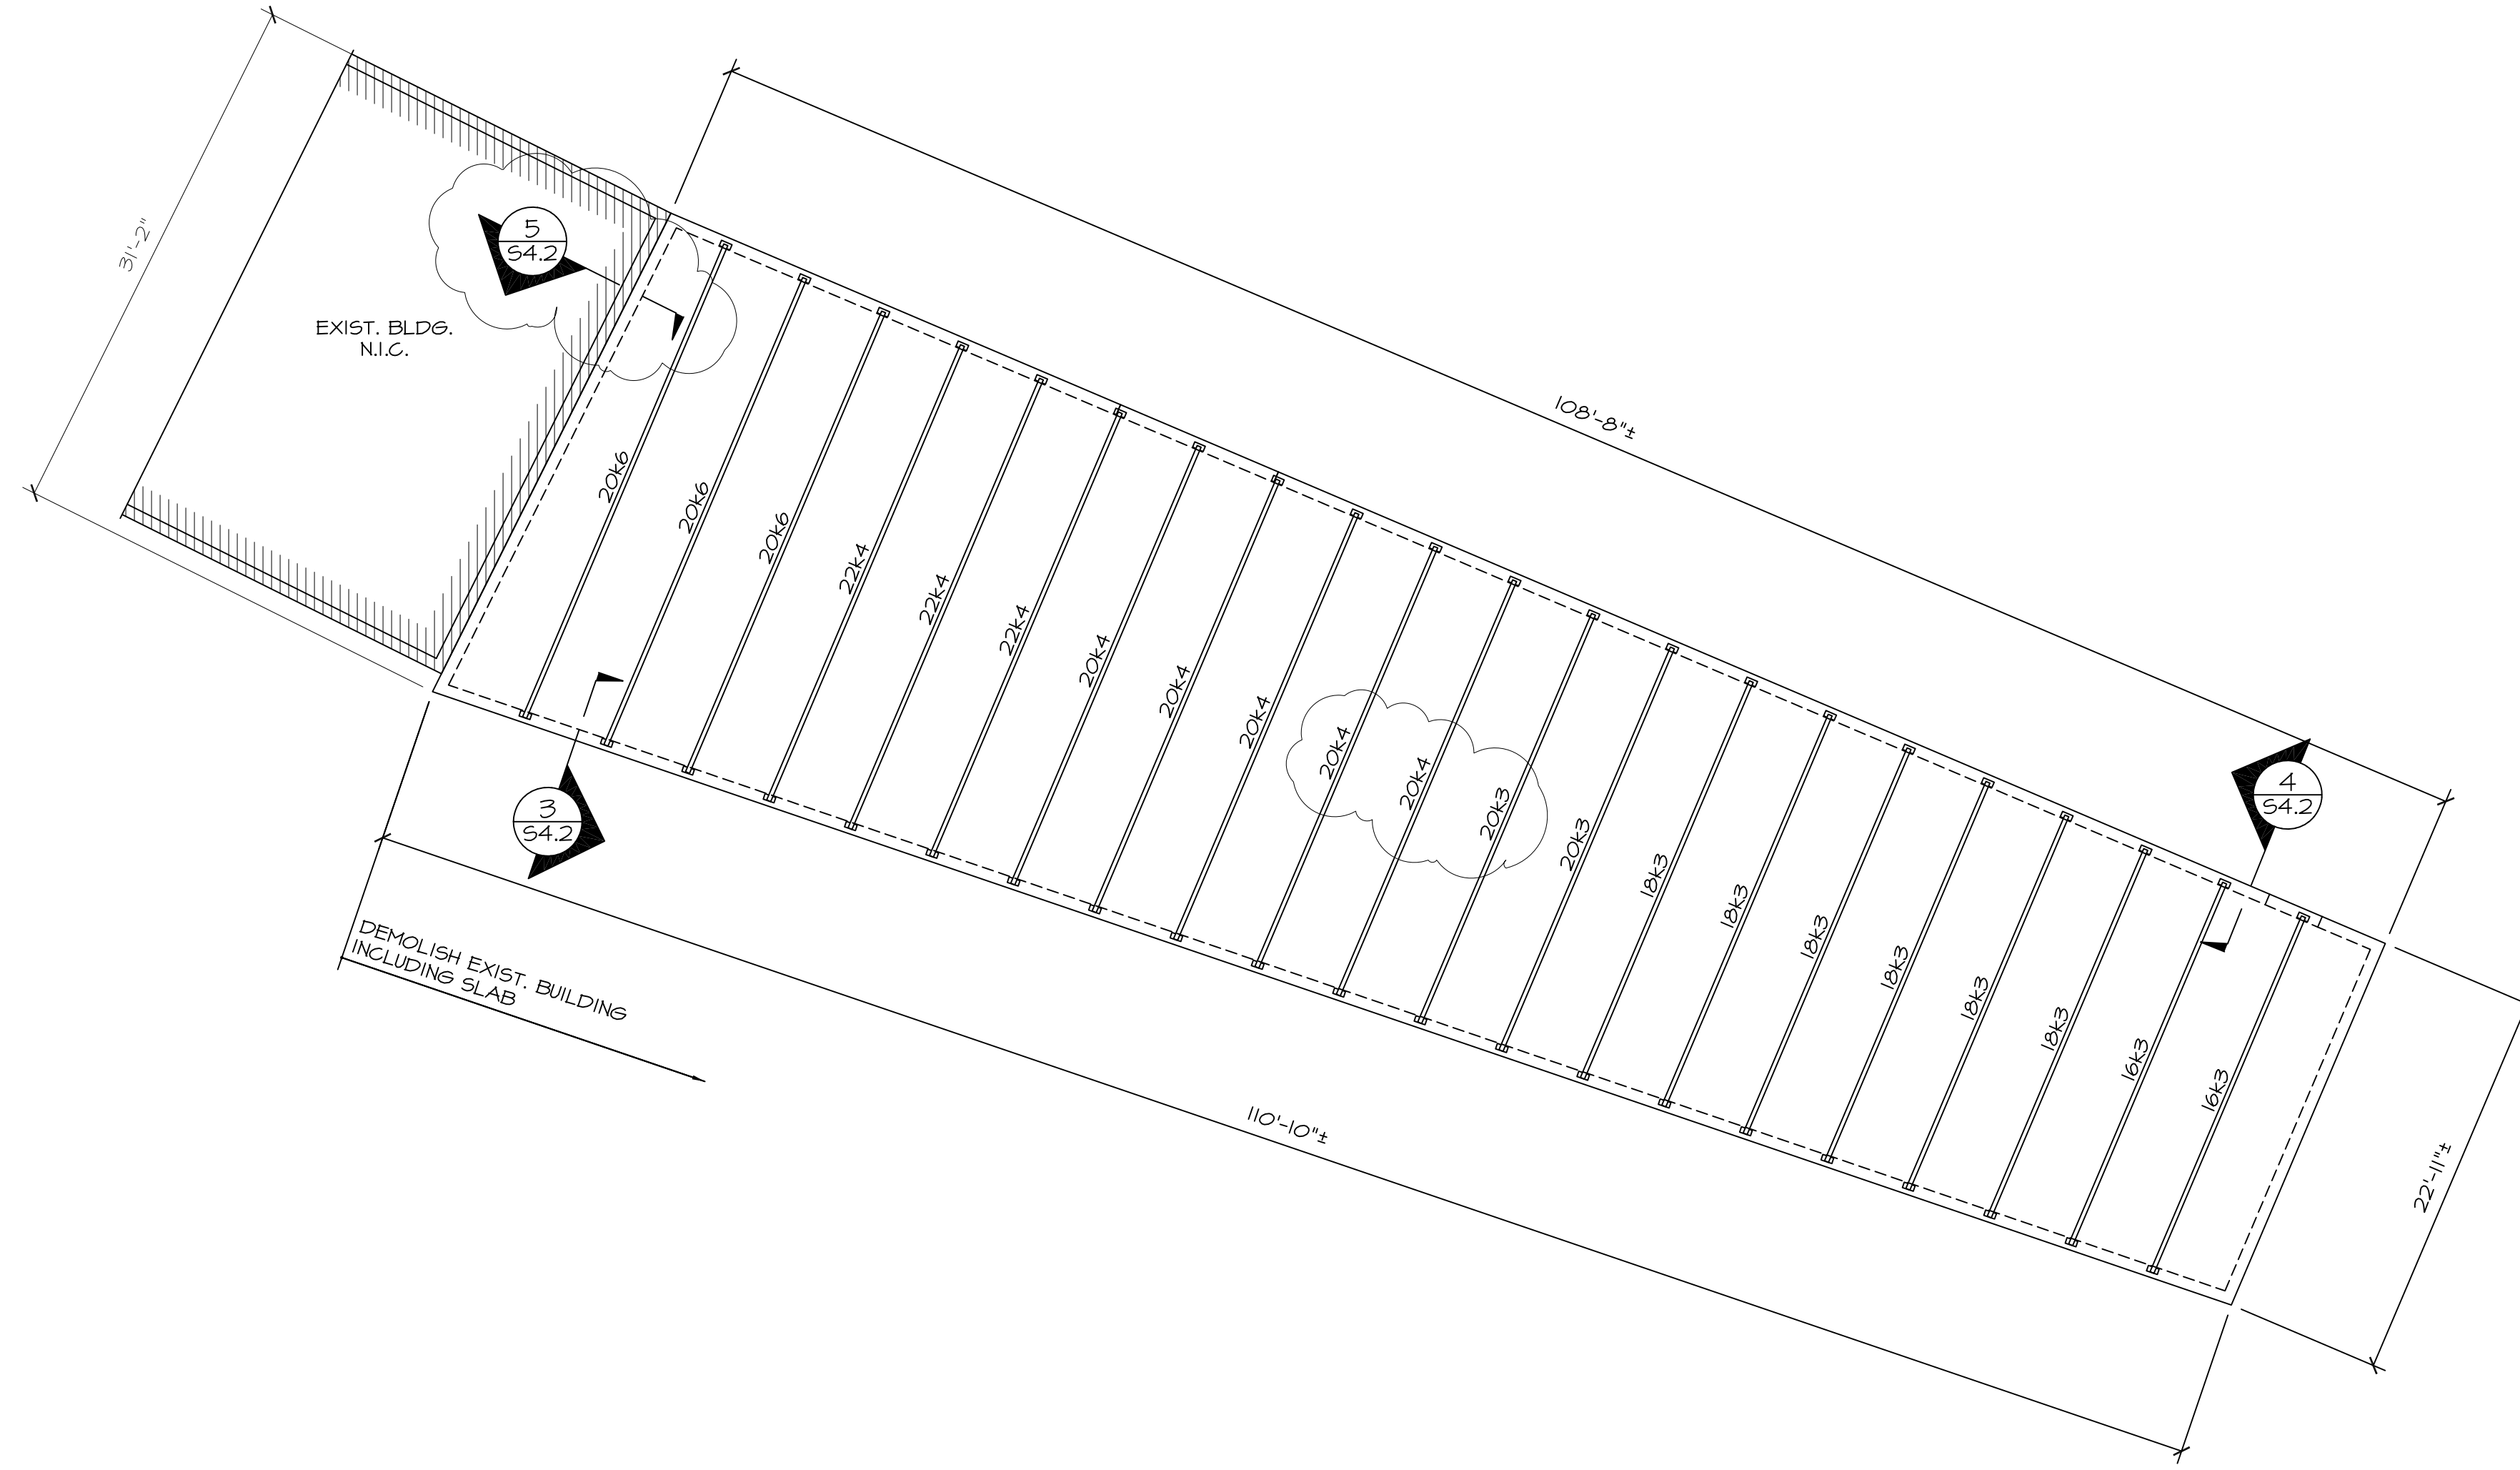 31'-2"
5
S4.2
EXIST. BLDG.
N.I.C.
108'-8"±
20k6
20k6
20k6
22k4
22k4
22k4
20k4
20k4
20k4
20k4
20k4
20k3
20k3
18k3
18k3
18k3
18k3
18k3
18k3
16k3
16k3
4
S4.2
3
S4.2
DEMOLISH EXIST. BUILDING
INCLUDING SLAB
110'-10"±
22'-11"±